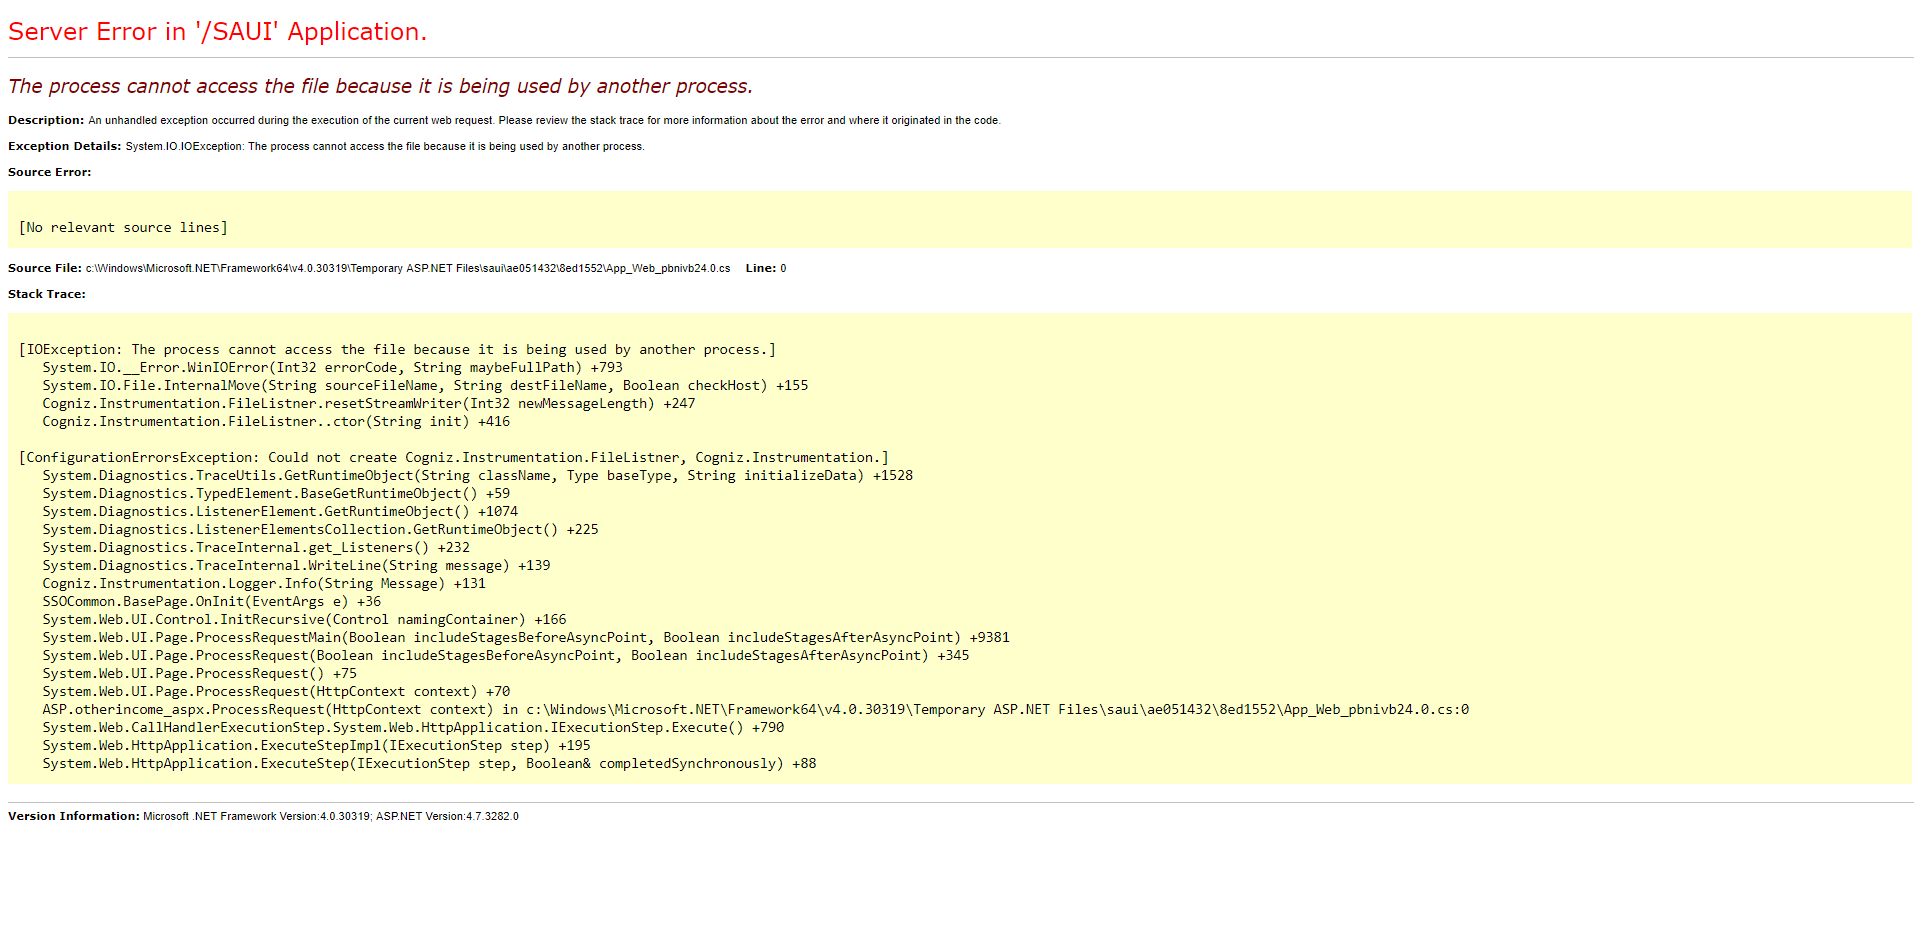 Server Error in '/SAUI' Application.
The process cannot access the file because it is being used by another process.
Description: An unhandled exception occurred during the execution of the current web request. Please review the stack trace for more information about the error and where it originated in the code.
Exception Details: System.IO.IOException: The process cannot access the file because it is being used by another process.
Source Error:
[No relevant source lines]
Source File: c:\Windows\Microsoft.NET\Framework64\v4.0.30319\Temporary ASP.NET Files\saui\ae051432\8ed1552\App_Web_pbnivb24.0.cs    Line: 0
Stack Trace:
[IOException: The process cannot access the file because it is being used by another process.]
   System.IO.__Error.WinIOError(Int32 errorCode, String maybeFullPath) +793
   System.IO.File.InternalMove(String sourceFileName, String destFileName, Boolean checkHost) +155
   Cogniz.Instrumentation.FileListner.resetStreamWriter(Int32 newMessageLength) +247
   Cogniz.Instrumentation.FileListner..ctor(String init) +416
[ConfigurationErrorsException: Could not create Cogniz.Instrumentation.FileListner, Cogniz.Instrumentation.]
   System.Diagnostics.TraceUtils.GetRuntimeObject(String className, Type baseType, String initializeData) +1528
   System.Diagnostics.TypedElement.BaseGetRuntimeObject() +59
   System.Diagnostics.ListenerElement.GetRuntimeObject() +1074
   System.Diagnostics.ListenerElementsCollection.GetRuntimeObject() +225
   System.Diagnostics.TraceInternal.get_Listeners() +232
   System.Diagnostics.TraceInternal.WriteLine(String message) +139
   Cogniz.Instrumentation.Logger.Info(String Message) +131
   SSOCommon.BasePage.OnInit(EventArgs e) +36
   System.Web.UI.Control.InitRecursive(Control namingContainer) +166
   System.Web.UI.Page.ProcessRequestMain(Boolean includeStagesBeforeAsyncPoint, Boolean includeStagesAfterAsyncPoint) +9381
   System.Web.UI.Page.ProcessRequest(Boolean includeStagesBeforeAsyncPoint, Boolean includeStagesAfterAsyncPoint) +345
   System.Web.UI.Page.ProcessRequest() +75
   System.Web.UI.Page.ProcessRequest(HttpContext context) +70
   ASP.otherincome_aspx.ProcessRequest(HttpContext context) in c:\Windows\Microsoft.NET\Framework64\v4.0.30319\Temporary ASP.NET Files\saui\ae051432\8ed1552\App_Web_pbnivb24.0.cs:0
   System.Web.CallHandlerExecutionStep.System.Web.HttpApplication.IExecutionStep.Execute() +790
   System.Web.HttpApplication.ExecuteStepImpl(IExecutionStep step) +195
   System.Web.HttpApplication.ExecuteStep(IExecutionStep step, Boolean& completedSynchronously) +88
Version Information: Microsoft .NET Framework Version:4.0.30319; ASP.NET Version:4.7.3282.0